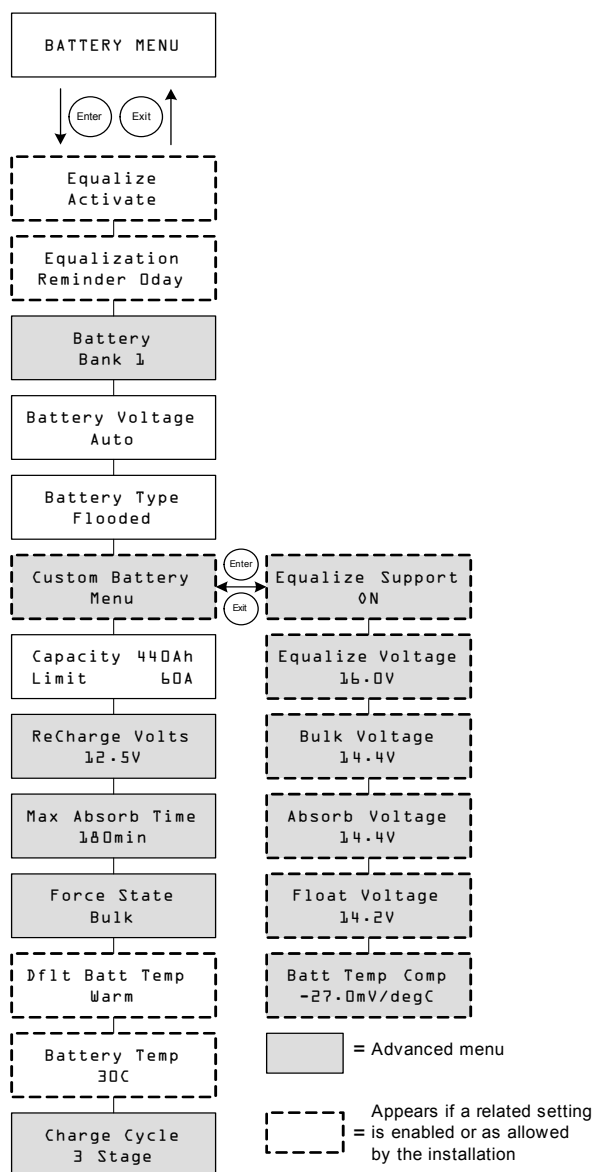 BATTERY MENU
Enter
Exit
Equalize
Activate
Equalization
Reminder 0day
Battery
Bank 1
Battery Voltage
Auto
Battery Type
Flooded
Custom Battery
Menu
Enter
Exit
Equalize Support
ON
Capacity 440Ah
Limit 60A
Equalize Voltage
16.0V
ReCharge Volts
12.5V
Bulk Voltage
14.4V
Max Absorb Time
180min
Absorb Voltage
14.4V
Force State
Bulk
Float Voltage
14.2V
Dflt Batt Temp
Warm
Batt Temp Comp
-27.0mV/degC
Battery Temp
30C
Charge Cycle
3 Stage
= Advanced menu
Appears if a related setting
= is enabled or as allowed
by the installation